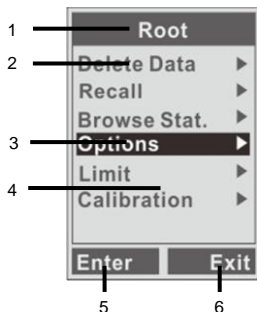 1 Root
2 Delete Data
Recall
Browse Stat.
3 Options
Limit
4
Calibration
Enter Exit
5 6